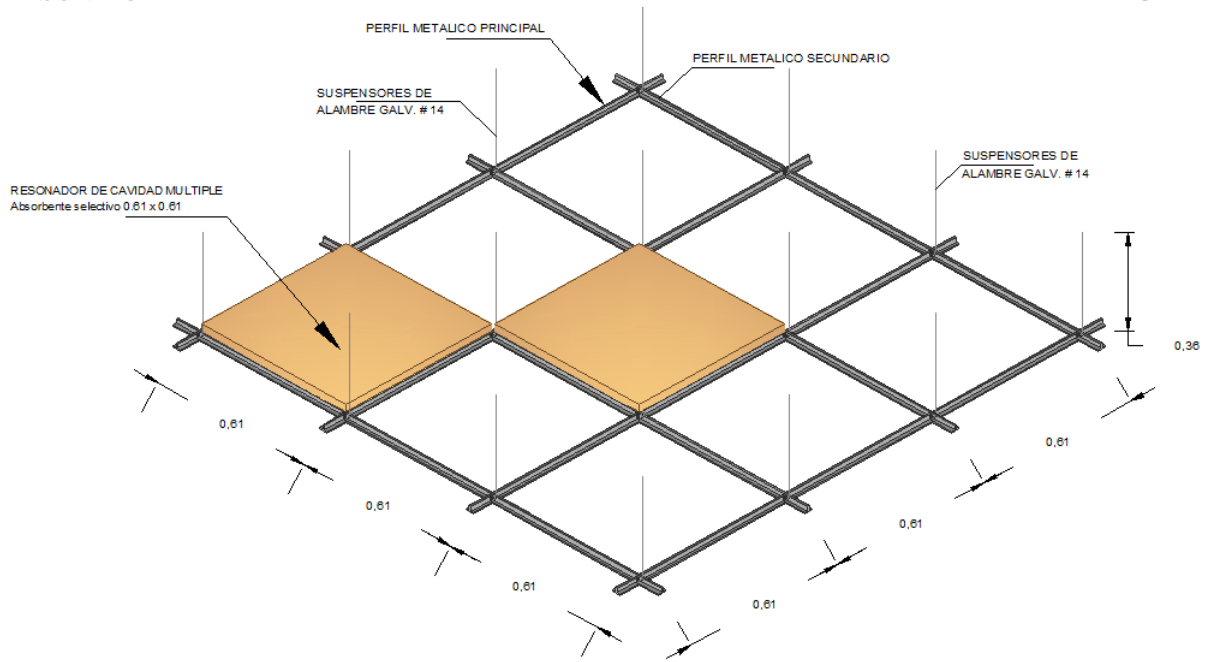 PERFIL METALICO PRINCIPAL
PERFIL METALICO SECUNDARIO
SUSPENSORES DE
ALAMBRE GALV. # 14
SUSPENSORES DE
ALAMBRE GALV. # 14
RESONADOR DE CAVIDAD MULTIPLE
Absorbente selectivo 0.61 x 0.61
0,36
0,61
0,61
0,61
0,61
0,61
0,61